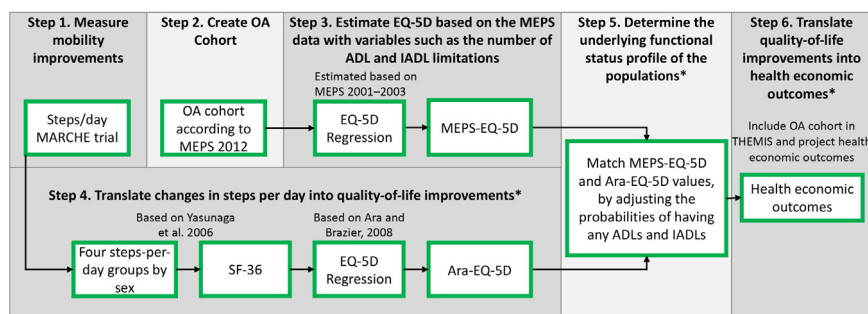 Step 1. Measure
mobility
improvements
Steps/day
MARCHE trial
Step 2. Create OA
Cohort
OA cohort
according to
MEPS 2012
Step 3. Estimate EQ-5D based on the MEPS
data with variables such as the number of
ADL and IADL limitations
Estimated based on
MEPS 2001–2003
EQ-5D
Regression
MEPS-EQ-5D
Step 4. Translate changes in steps per day into quality-of-life improvements*
Based on Yasunaga
et al. 2006
Based on Ara and
Brazier, 2008
Four steps-per-
day groups by
sex
SF-36
EQ-5D
Regression
Ara-EQ-5D
Step 5. Determine the
underlying functional
status profile of the
populations*
Match MEPS-EQ-5D
and Ara-EQ-5D values,
by adjusting the
probabilities of having
any ADLs and IADLs
Step 6. Translate
quality-of-life
improvements into
health economic
outcomes*
Include OA cohort in
THEMIS and project health
economic outcomes
Health economic
outcomes